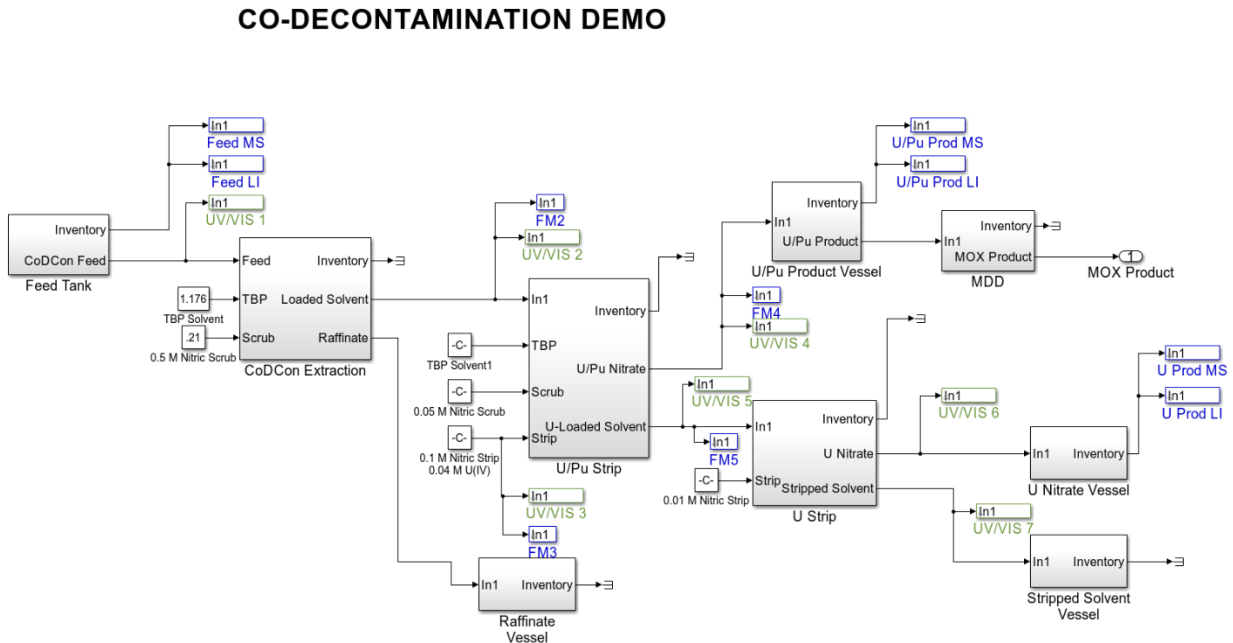 CO-DECONTAMINATION DEMO
In1
Feed MS
In1
Feed LI
In1
UV/VIS 1
Inventory
CoDCon Feed
Feed Tank
1.176
TBP Solvent
.21
0.5 M Nitric Scrub
Feed
TBP
Scrub
Inventory
Loaded Solvent
Raffinate
CoDCon Extraction
In1
FM2
In1
UV/VIS 2
-C-
TBP Solvent1
-C-
0.05 M Nitric Scrub
-C-
0.1 M Nitric Strip
0.04 M U(IV)
In1
TBP
Scrub
Strip
Inventory
U/Pu Nitrate
U-Loaded Solvent
U/Pu Strip
In1
UV/VIS 3
In1
FM3
In1
Inventory
Raffinate
Vessel
In1
U/Pu Prod MS
In1
U/Pu Prod LI
In1
Inventory
U/Pu Product
U/Pu Product Vessel
In1
Inventory
MOX Product
MDD
1
MOX Product
In1
FM4
In1
UV/VIS 4
In1
UV/VIS 5
In1
FM5
-C-
0.01 M Nitric Strip
In1
Strip
Inventory
U Nitrate
Stripped Solvent
U Strip
In1
UV/VIS 6
In1
U Prod MS
In1
U Prod LI
In1
Inventory
U Nitrate Vessel
In1
UV/VIS 7
In1
Inventory
Stripped Solvent
Vessel